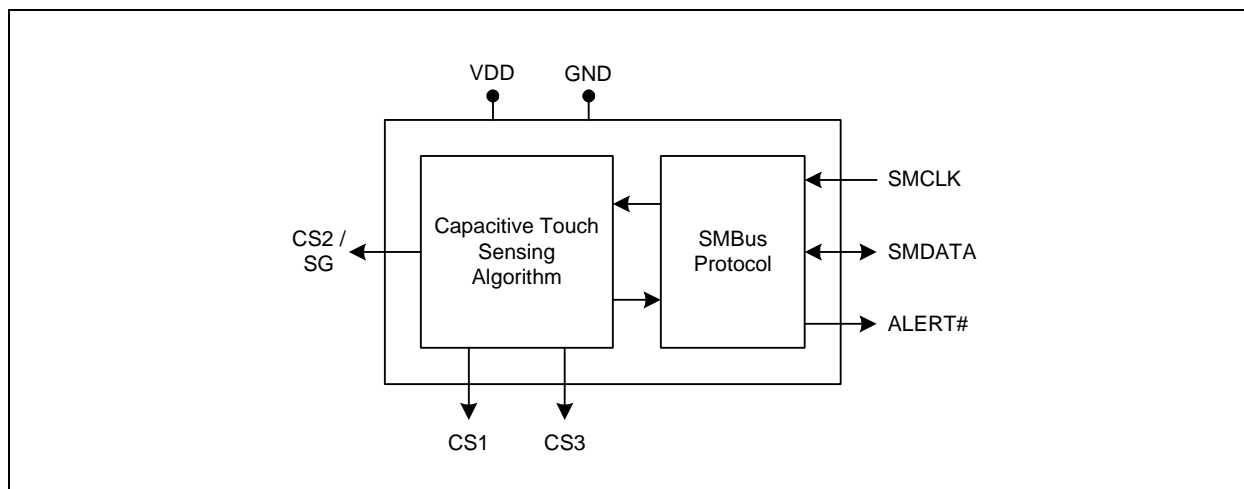 VDD
GND
CS2 /
SG
Capacitive Touch
Sensing
Algorithm
SMBus
Protocol
SMCLK
SMDATA
ALERT#
CS1
CS3